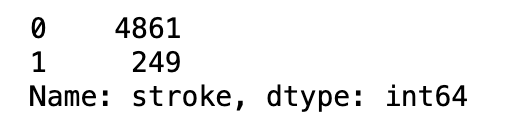 0    4861
1     249
Name: stroke, dtype: int64